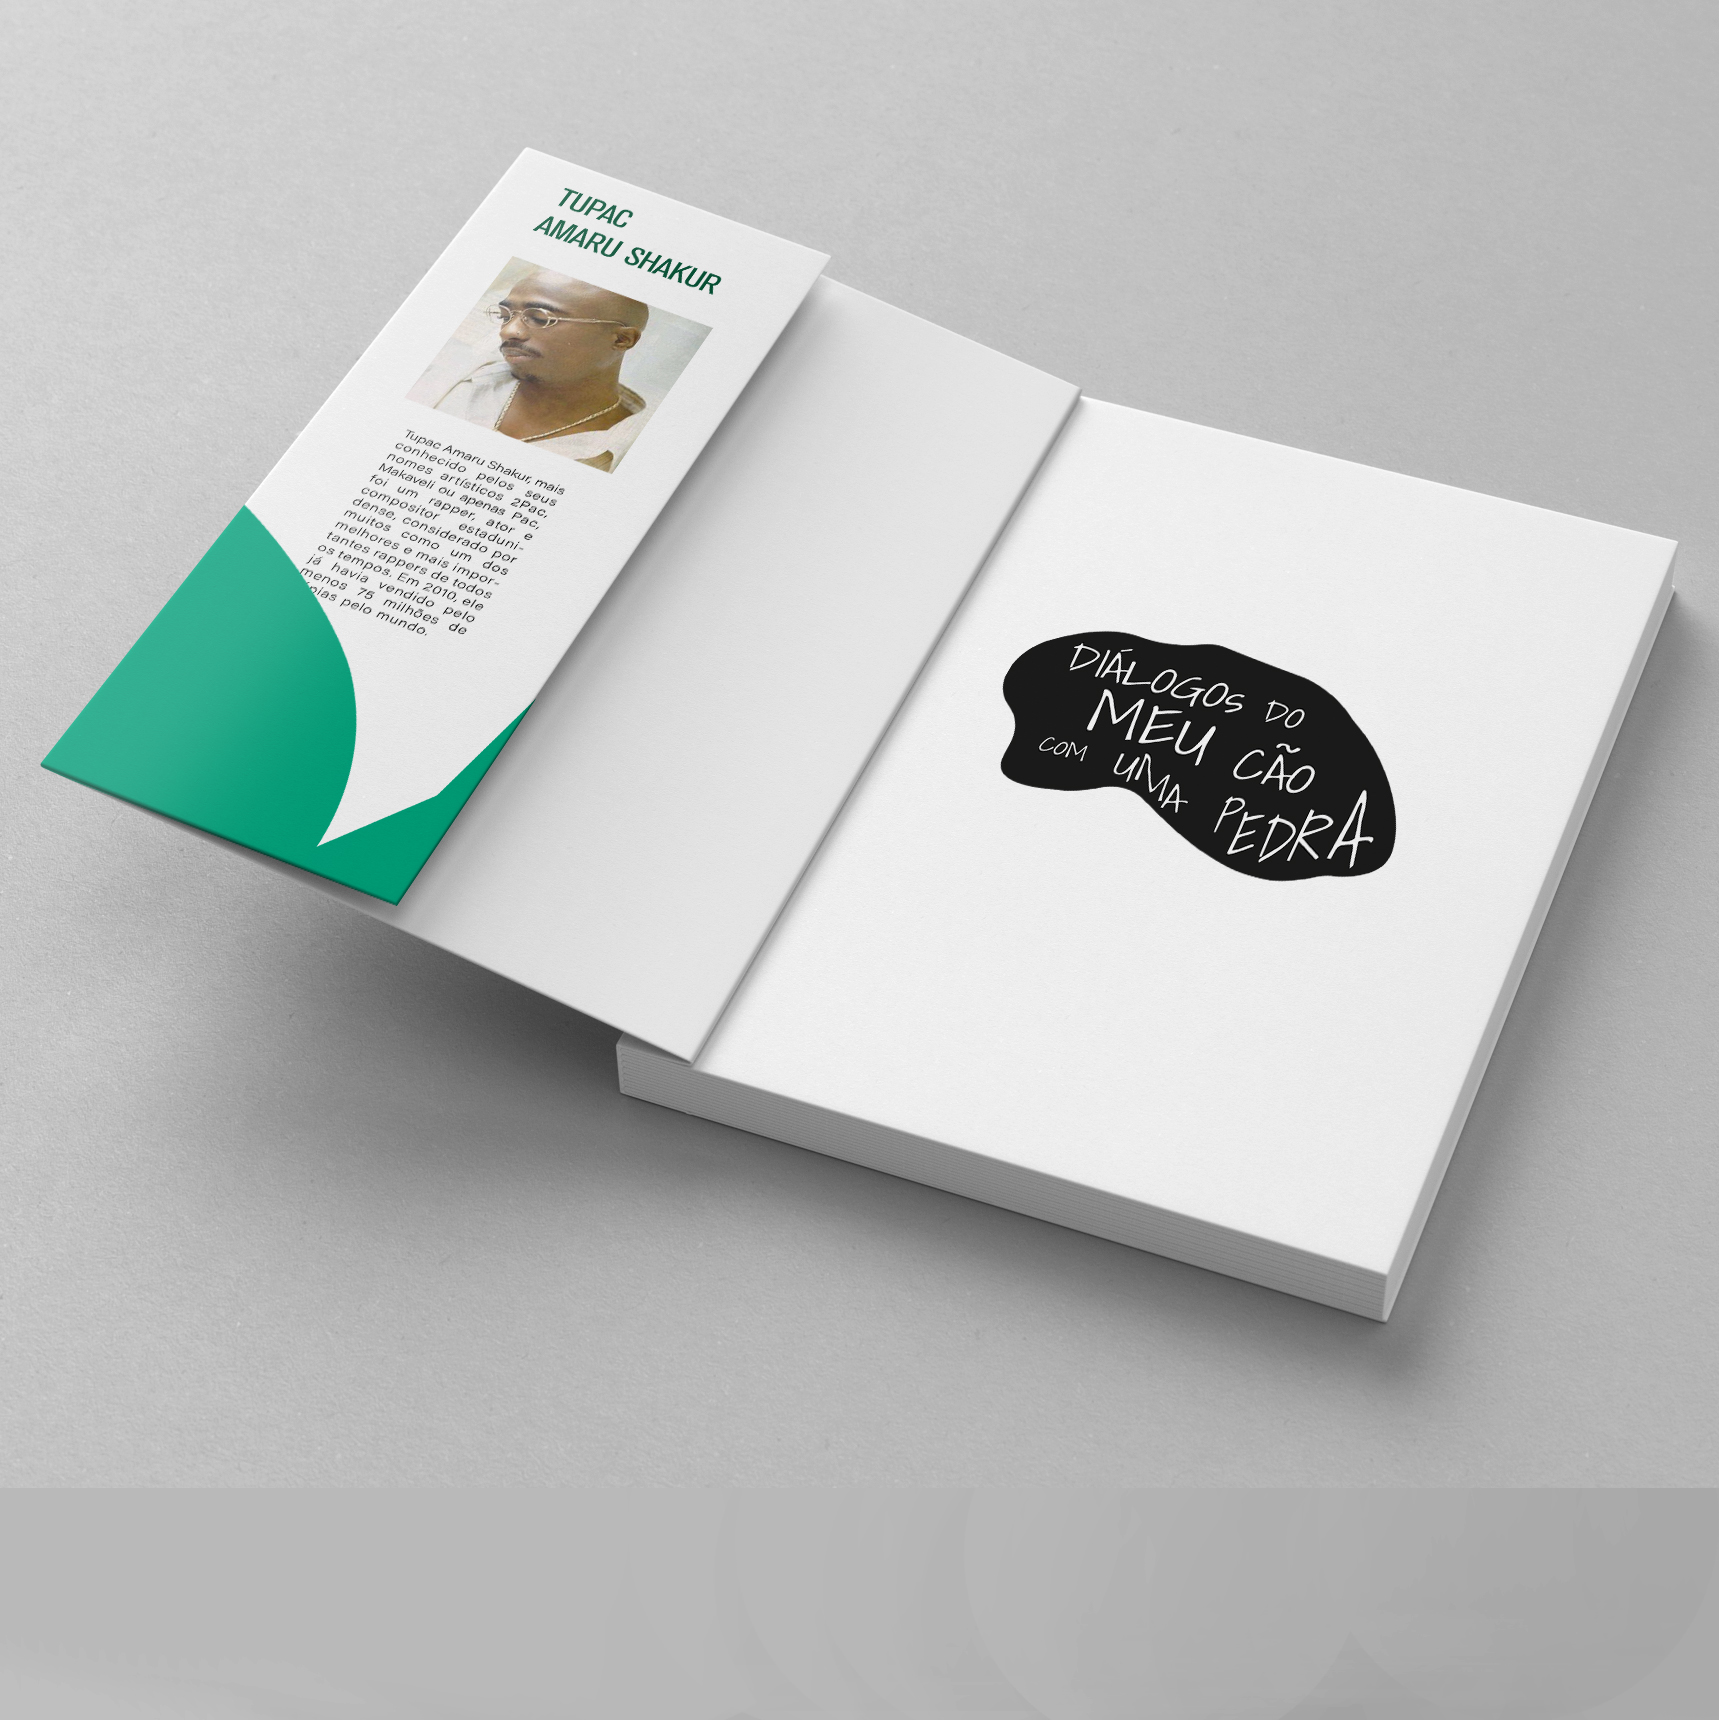 TUPAC
AMARU SHAKUR
Tupac Amaru Shakur, mais
conhecido pelos seus
nomes artísticos 2Pac,
Makaveli ou apenas Pac,
foi um rapper, ator e
compositor estaduni-
dense, considerado por
muitos como um dos
melhores e mais impor-
tantes rappers de todos
os tempos. Em 2010, ele
já havia vendido pelo
menos 75 milhões de
pelo mundo.
DIÁLOGOS DO
MEU CÃO
COM UMA PEDRA